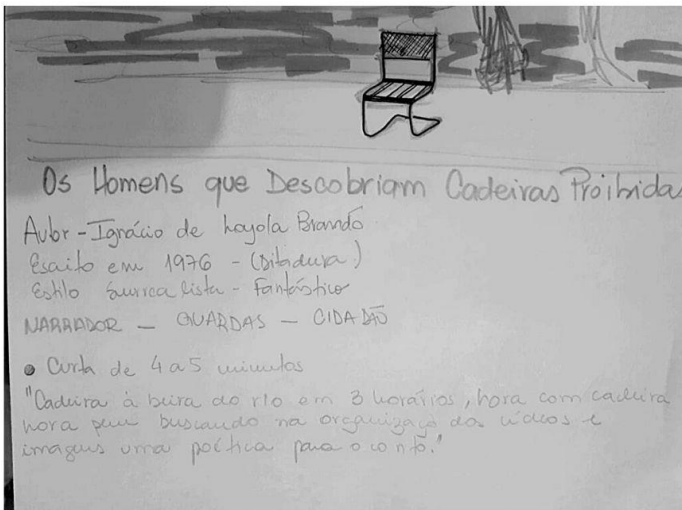 Os Homens que Descobriam Cadeiras Proibidas
Autor - Ignácio de Loyola Brandão
Escrito em 1976 - (Ditadura)
Estilo Surrealista - Fantástico
NARRADOR — GUARDAS — CIDADÃO
• Curta de 4 a 5 minutos
"Cadeira à beira do rio em 3 horários, hora com cadeira
hora sem buscando na organização dos vídeos e
imagens uma poética para o conto."